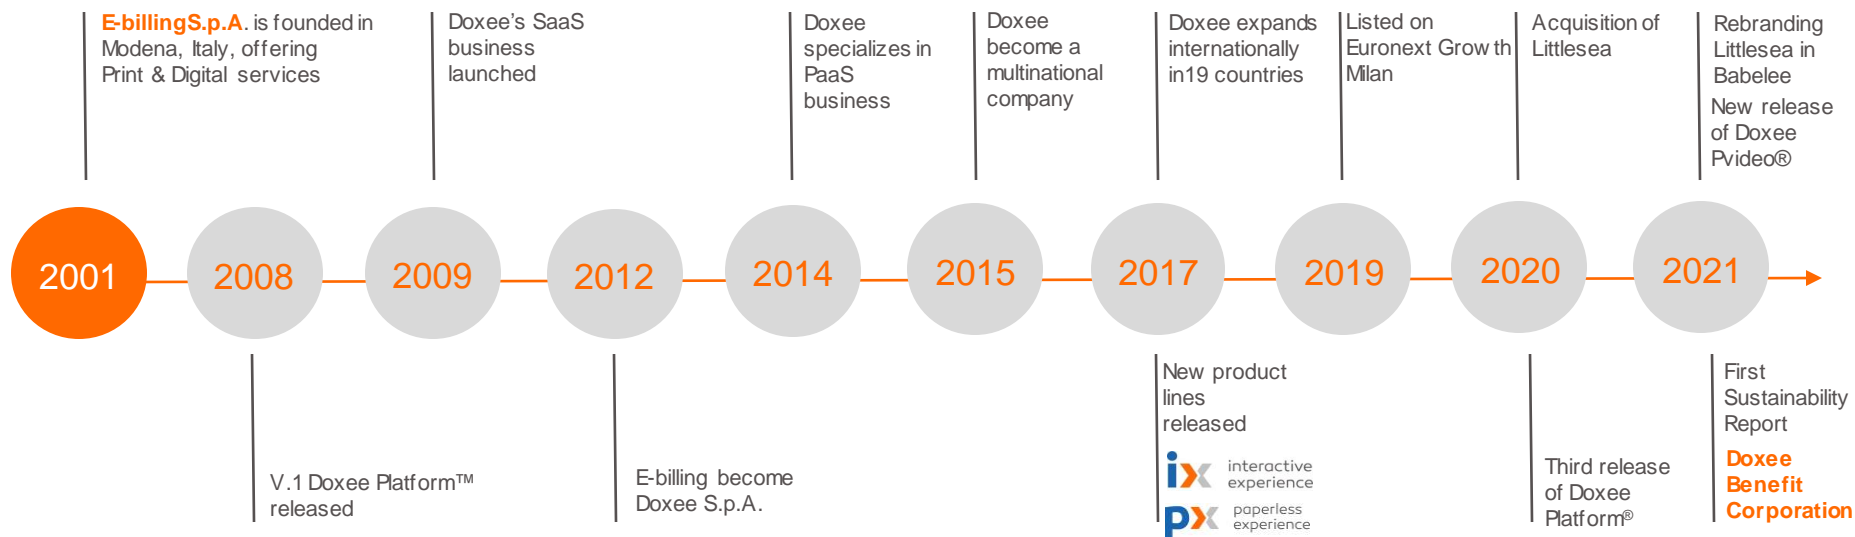 E-billingS.p.A. is founded in
Modena, Italy, offering
Print & Digital services
Doxee's SaaS
business
launched
Doxee
specializes in
PaaS
business
Doxee
become a
multinational
company
Doxee expands
internationally
in19 countries
Listed on
Euronext Growth
Milan
Acquisition of
Littlesea
Rebranding
Littlesea in
Babelee
New release
of Doxee
Pvideo®
2001
2008
2009
2012
2014
2015
2017
2019
2020
2021
V.1 Doxee Platform™
released
E-billing become
Doxee S.p.A.
New product
lines
released
ix interactive
experience
px paperless
experience
Third release
of Doxee
Platform®
First
Sustainability
Report
Doxee
Benefit
Corporation